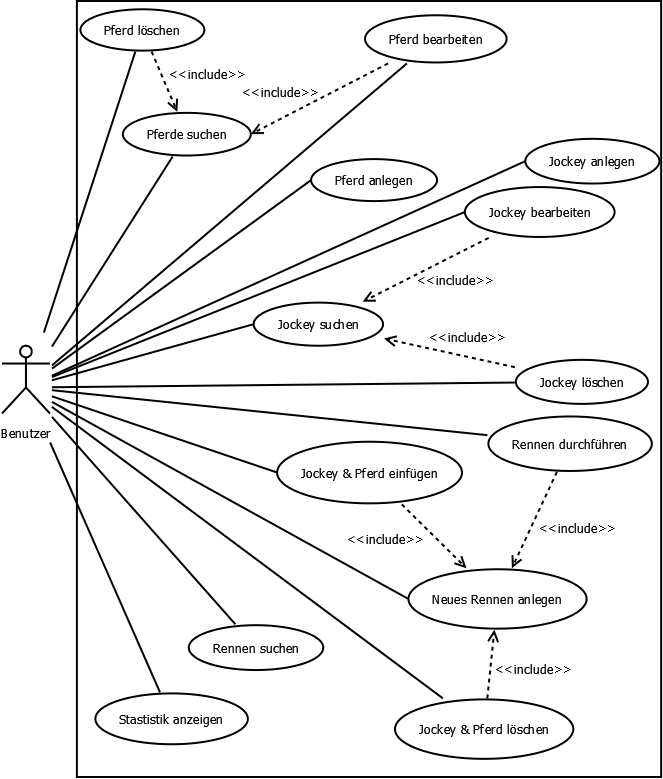 Pferd löschen
Pferd bearbeiten
<<include>>
<<include>>
Pferde suchen
Jockey anlegen
Pferd anlegen
Jockey bearbeiten
<<include>>
Jockey suchen
<<include>>
Jockey löschen
Benutzer
Rennen durchführen
Jockey & Pferd einfügen
<<include>>
<<include>>
Neues Rennen anlegen
Rennen suchen
<<include>>
Stastistik anzeigen
Jockey & Pferd löschen